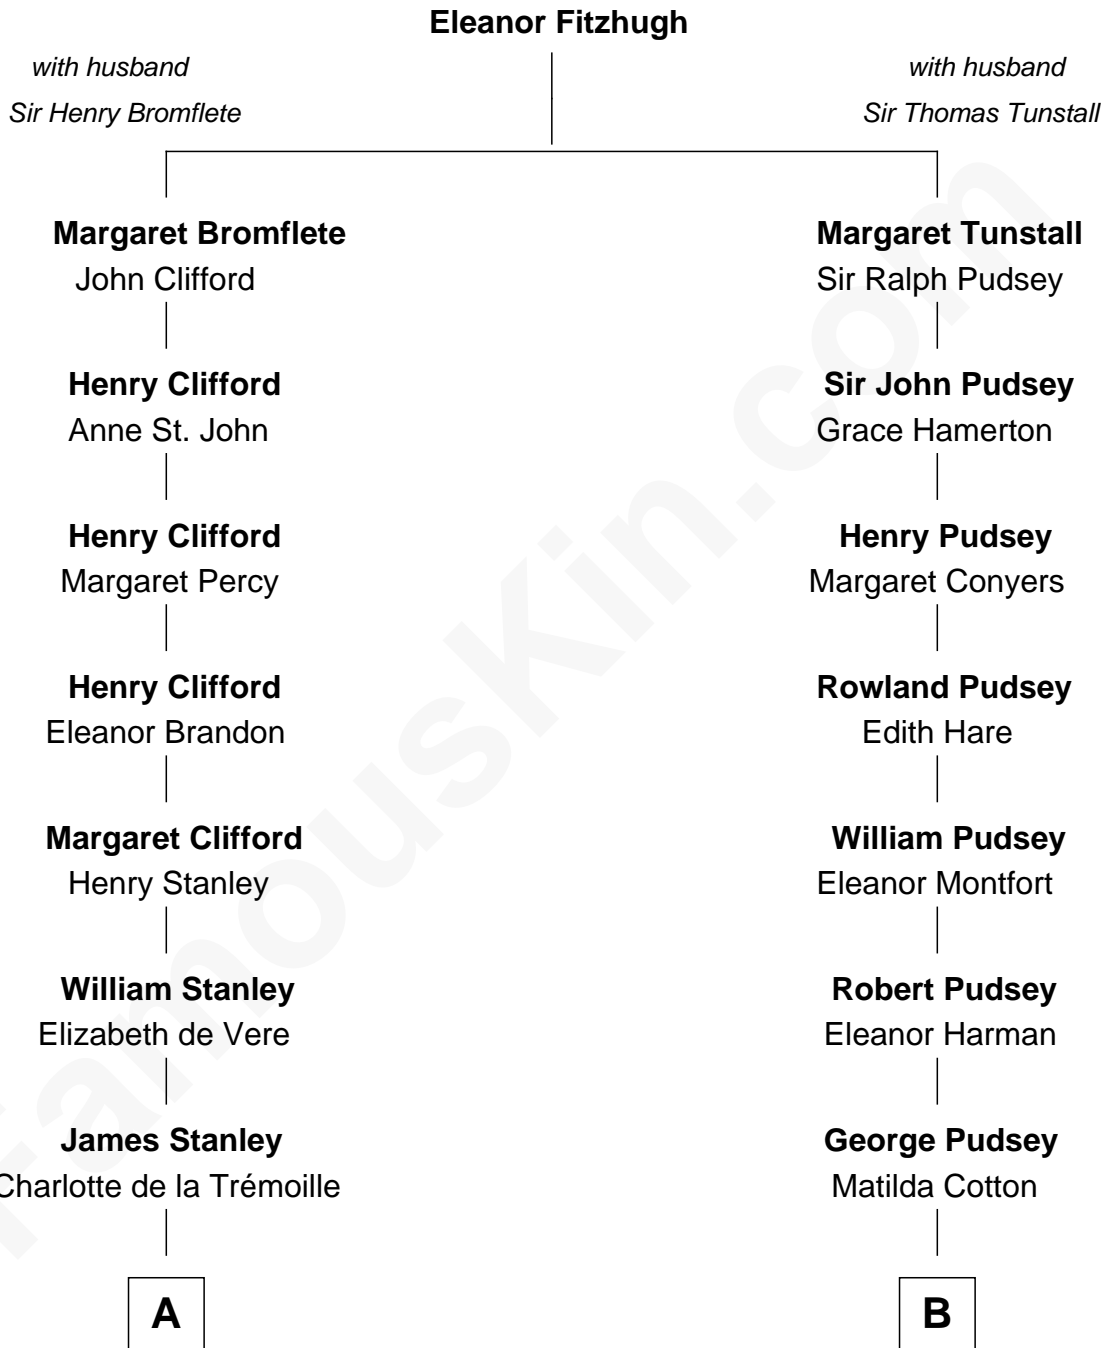 Eleanor Fitzhugh
with husband
Sir Henry Bromflete
with husband
Sir Thomas Tunstall
Margaret Bromflete
John Clifford
Margaret Tunstall
Sir Ralph Pudsey
Henry Clifford
Anne St. John
Sir John Pudsey
Grace Hamerton
Henry Clifford
Margaret Percy
Henry Pudsey
Margaret Conyers
Henry Clifford
Eleanor Brandon
Rowland Pudsey
Edith Hare
Margaret Clifford
Henry Stanley
William Pudsey
Eleanor Montfort
William Stanley
Elizabeth de Vere
Robert Pudsey
Eleanor Harman
James Stanley
Charlotte de la Trémoille
George Pudsey
Matilda Cotton
A
B
FamousKin.com